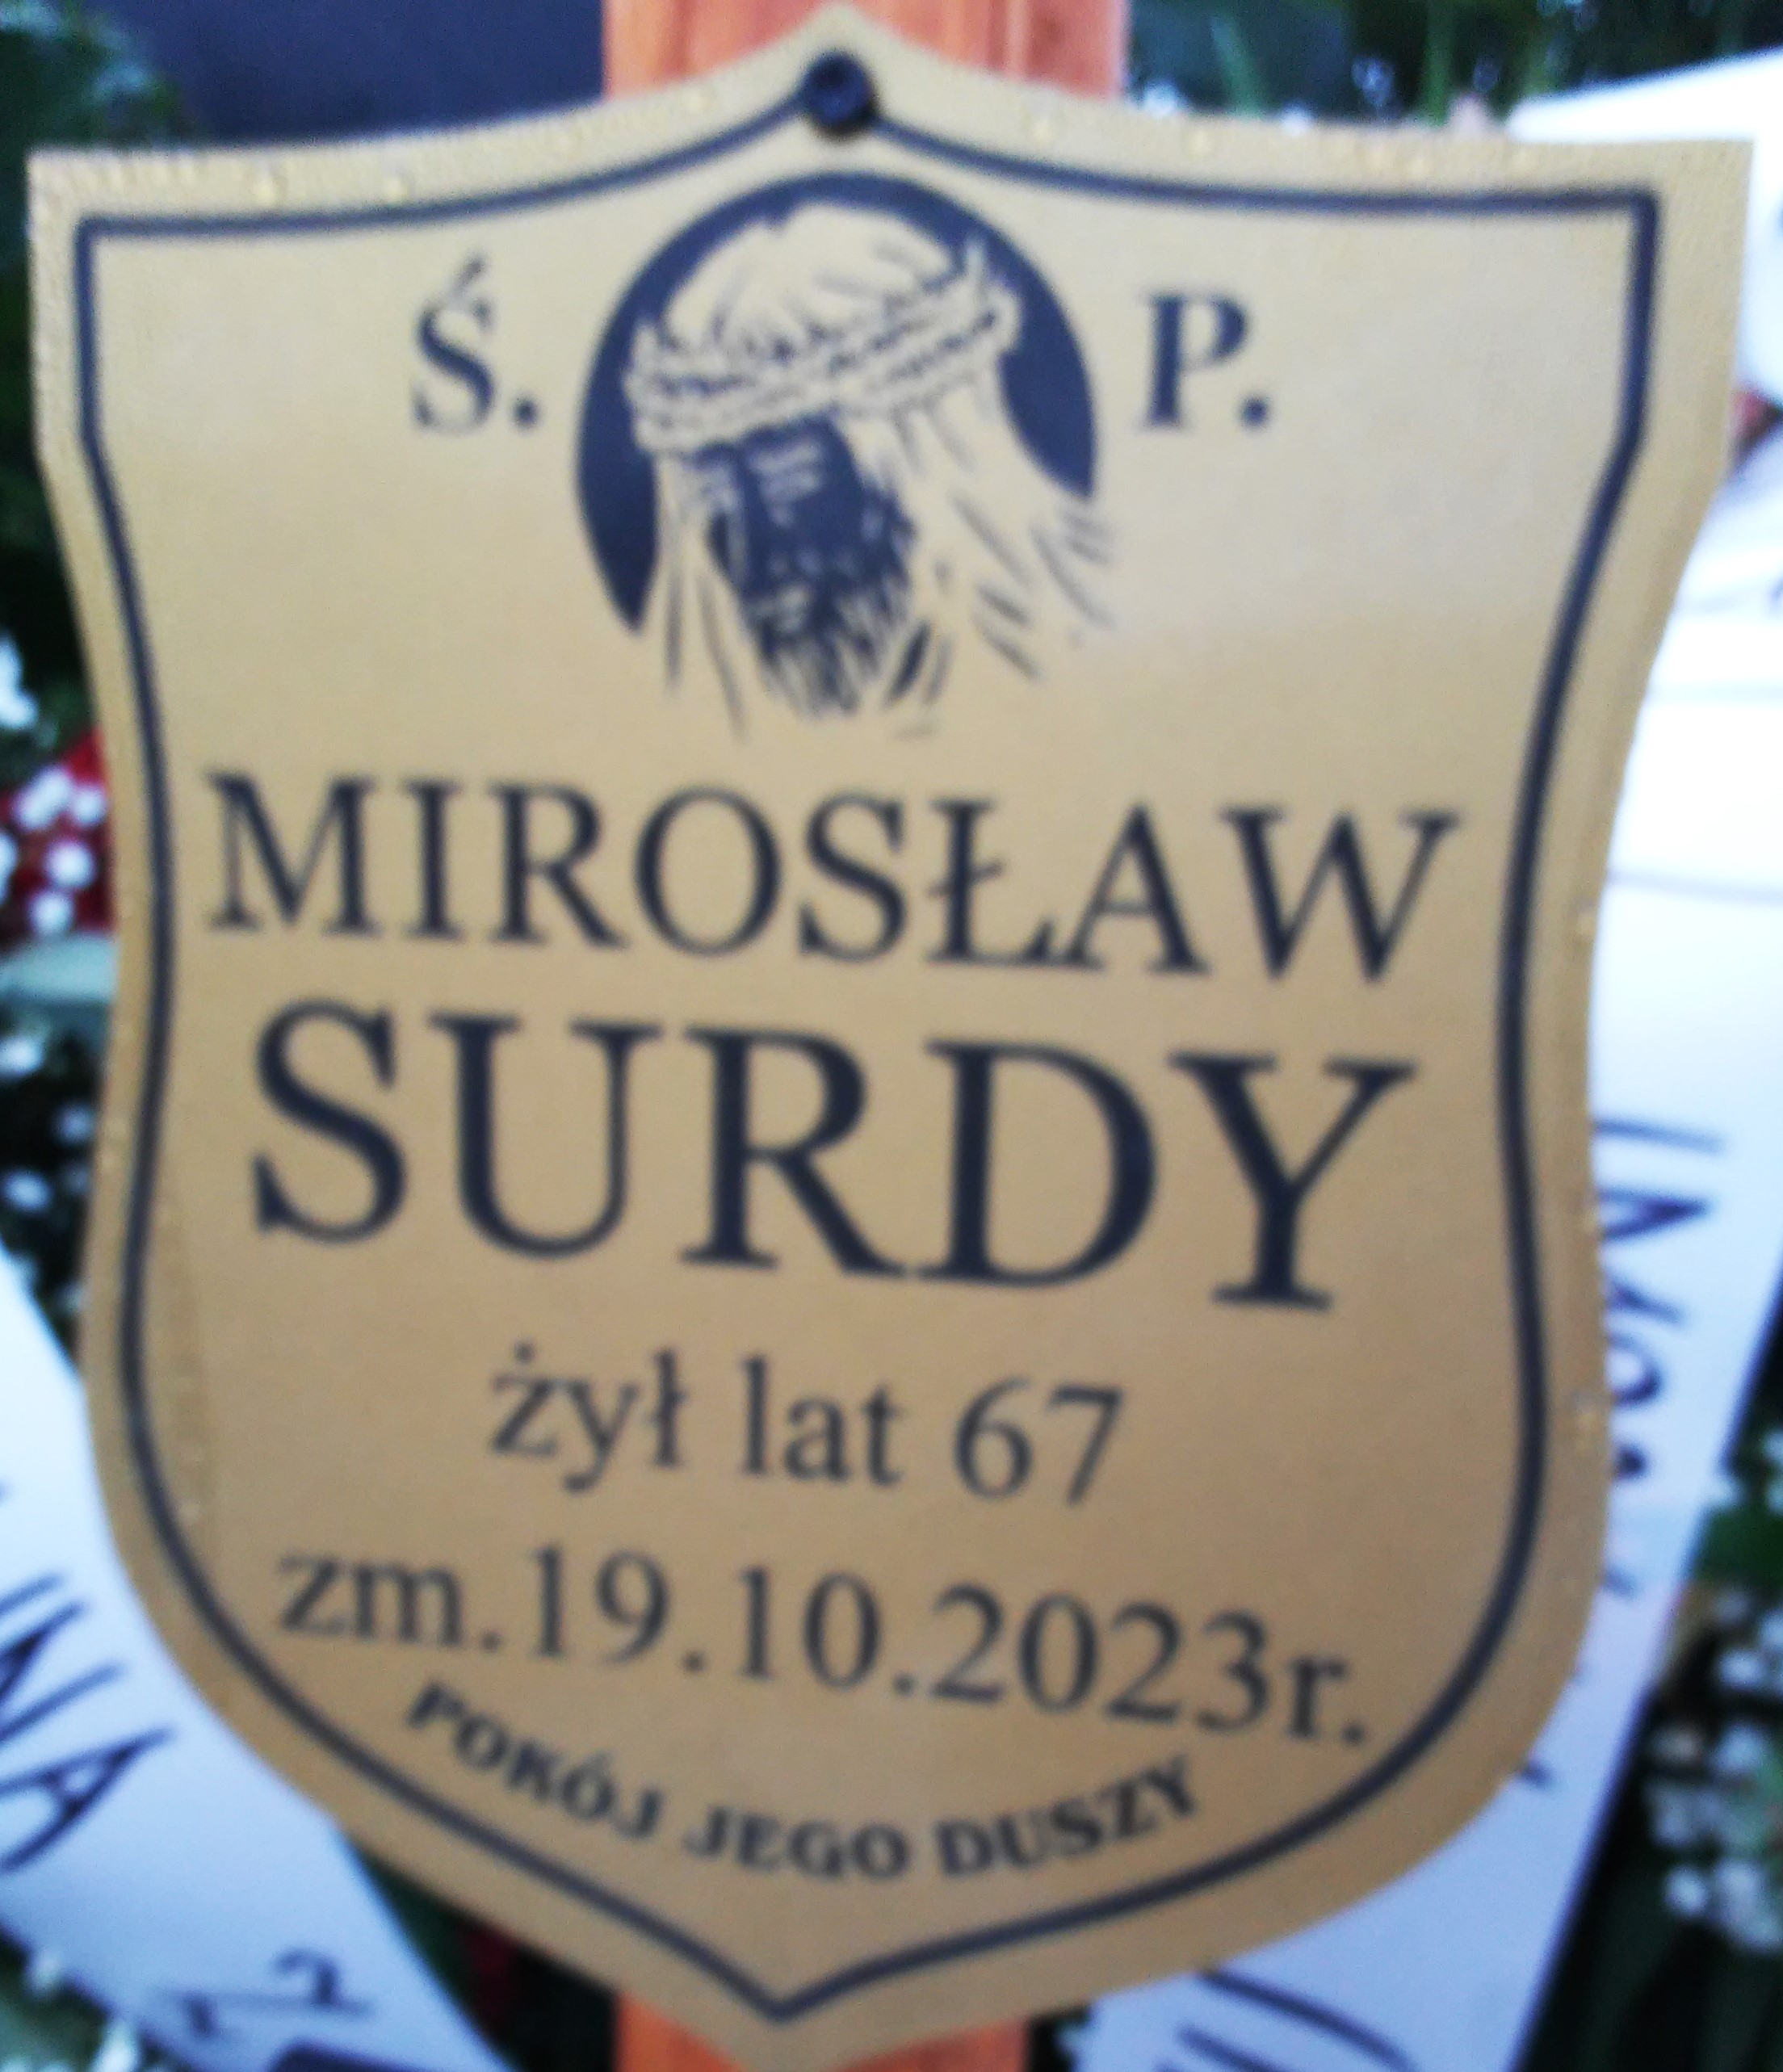 Ś. P.
MIROSŁAW
SURDY
żył lat 67
zm.19.10.2023r.
POKÓJ JEGO DUSZY